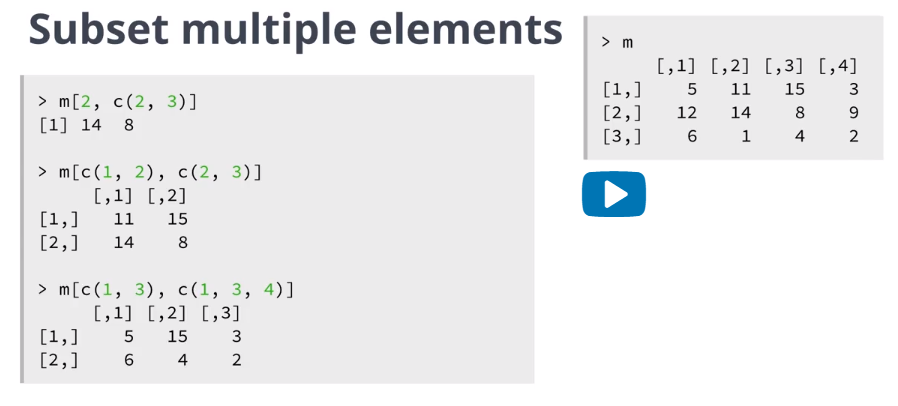 Subset multiple elements
> m[2, c(2, 3)]
[1] 14  8
> m[c(1, 2), c(2, 3)]
     [,1] [,2]
[1,]   11   15
[2,]   14    8
> m[c(1, 3), c(1, 3, 4)]
     [,1] [,2] [,3]
[1,]    5   15    3
[2,]    6    4    2
> m
     [,1] [,2] [,3] [,4]
[1,]    5   11   15    3
[2,]   12   14    8    9
[3,]    6    1    4    2